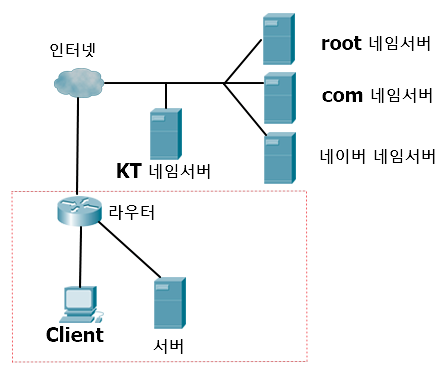 인터넷
root 네임서버
com 네임서버
KT 네임서버
네이버 네임서버
라우터
Client
서버